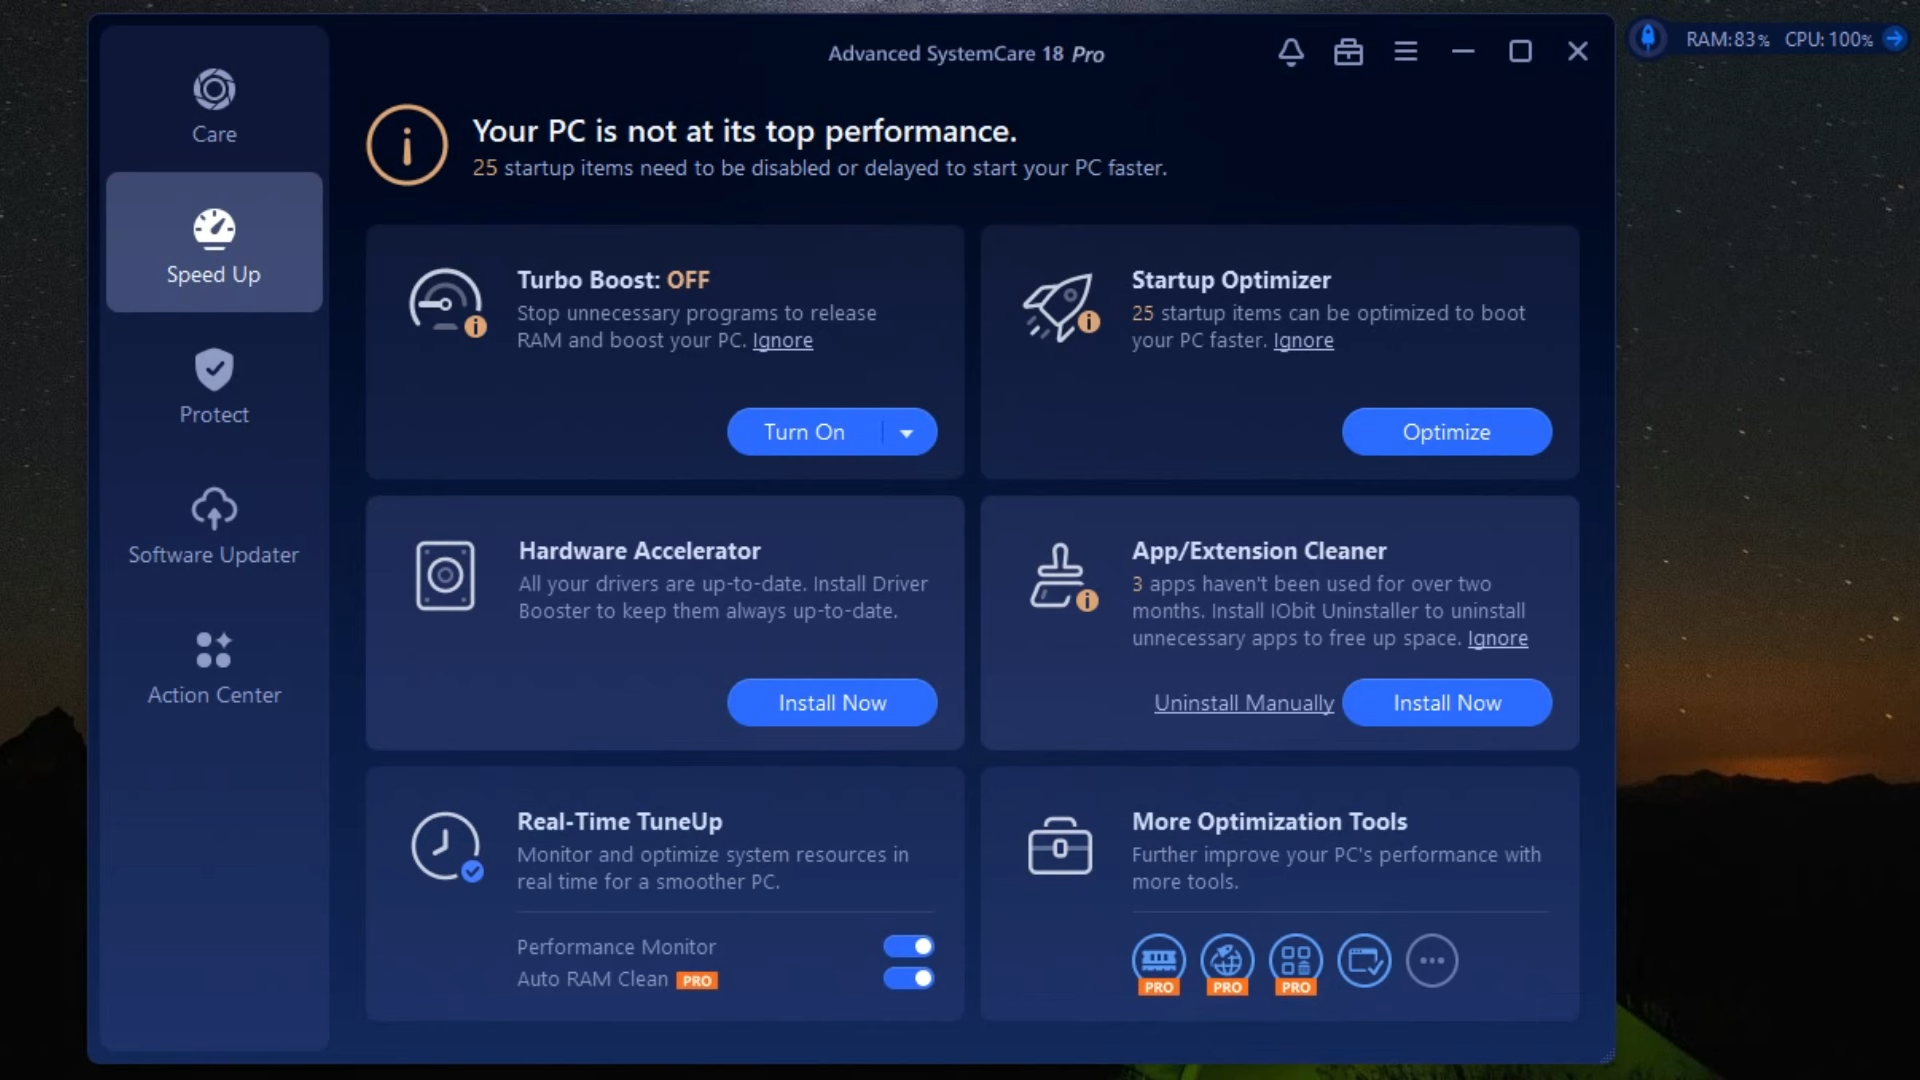 Advanced SystemCare 18 Pro
RAM:83% CPU:100%
Care
Speed Up
Protect
Software Updater
Action Center
Your PC is not at its top performance.
25 startup items need to be disabled or delayed to start your PC faster.
Turbo Boost: OFF
Stop unnecessary programs to release
RAM and boost your PC. Ignore
Turn On
Startup Optimizer
25 startup items can be optimized to boot
your PC faster. Ignore
Optimize
Hardware Accelerator
All your drivers are up-to-date. Install Driver
Booster to keep them always up-to-date.
Install Now
App/Extension Cleaner
3 apps haven't been used for over two
months. Install IObit Uninstaller to uninstall
unnecessary apps to free up space. Ignore
Uninstall Manually
Install Now
Real-Time TuneUp
Monitor and optimize system resources in
real time for a smoother PC.
Performance Monitor
Auto RAM Clean PRO
More Optimization Tools
Further improve your PC's performance with
more tools.
PRO PRO PRO